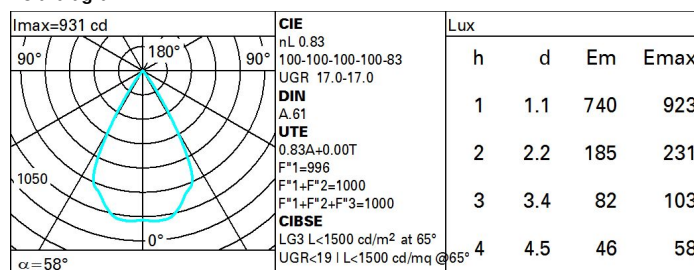 Imax=931 cd
90° 180° 90°
1050
0°
α=58°
CIE
nL 0.83
100-100-100-100-83
UGR 17.0-17.0
DIN
A.61
UTE
0.83A+0.00T
F"1=996
F"1+F"2=1000
F"1+F"2+F"3=1000
CIBSE
LG3 L<1500 cd/m² at 65°
UGR<19 | L<1500 cd/mq @65°
Lux
h d Em Emax
1 1.1 740 923
2 2.2 185 231
3 3.4 82 103
4 4.5 46 58